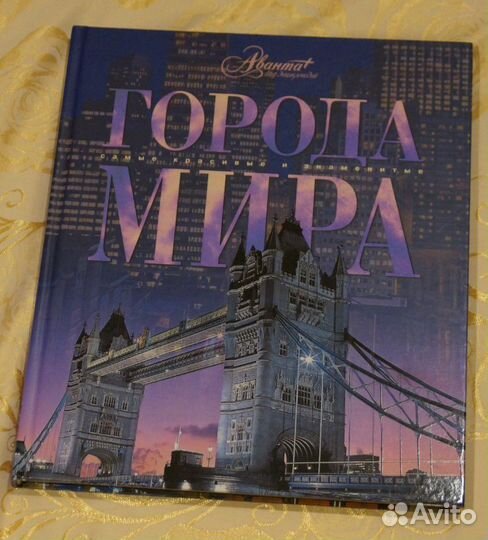 Аванта+
ГОРОДА
самые красивые и знаменитые
МИРА
Avito